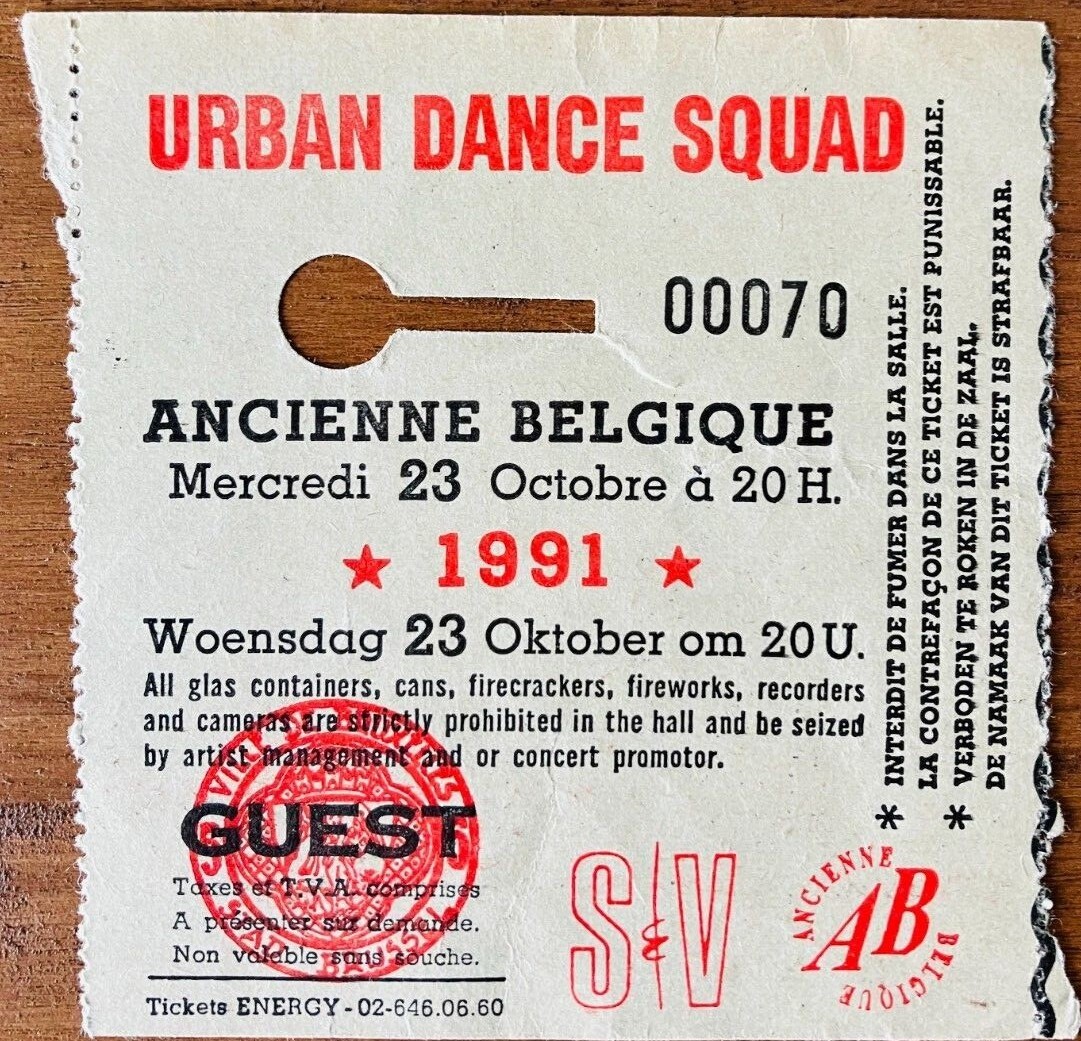 URBAN DANCE SQUAD
00070
ANCIENNE BELGIQUE
Mercredi 23 Octobre à 20 H.
★ 1991 ★
Woensdag 23 Oktober om 20 U.
All glas containers, cans, firecrackers, fireworks, recorders
and cameras are strictly prohibited in the hall and be seized
by artist management and or concert promotor.
GUEST
Taxes et T.V.A. comprises
A présenter sur demande.
Non valable sans souche.
Tickets ENERGY - 02-646.06.60
S&V
ANCIENNE
AB
BELGIQUE
* INTERDIT DE FUMER DANS LA SALLE.
LA CONTREFAÇON DE CE TICKET EST PUNISSABLE.
* VERBODEN TE ROKEN IN DE ZAAL.
DE NAMAAK VAN DIT TICKET IS STRAFBAAR.